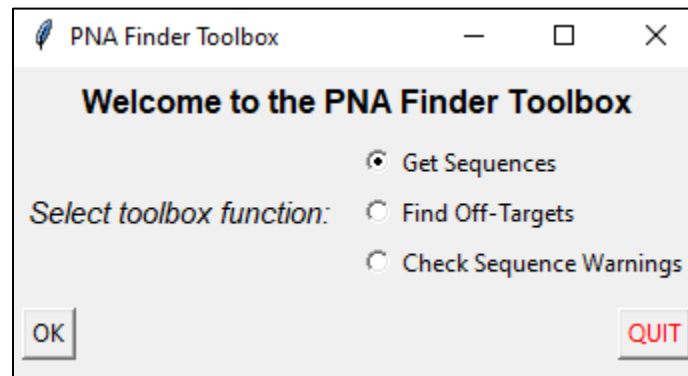 PNA Finder Toolbox
Welcome to the PNA Finder Toolbox
Select toolbox function:
Get Sequences
Find Off-Targets
Check Sequence Warnings
OK
QUIT